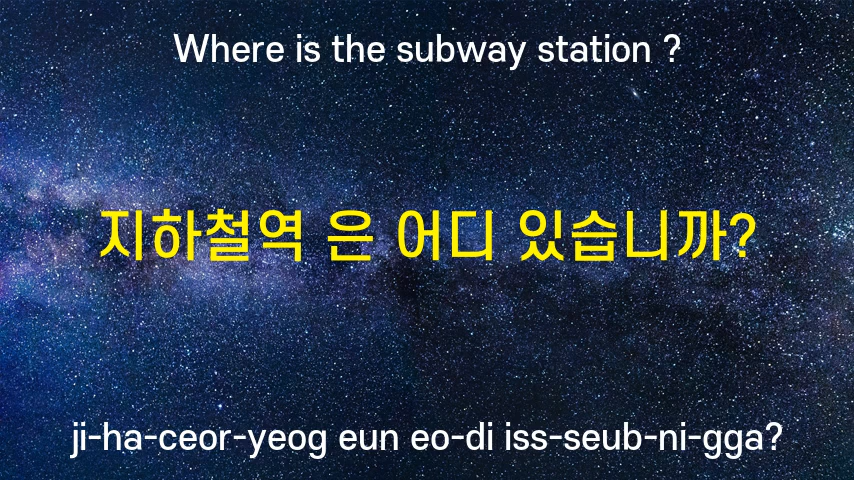 Where is the subway station ?
지하철역 은 어디 있습니까?
ji-ha-ceor-yeog eun eo-di iss-seub-ni-gga?